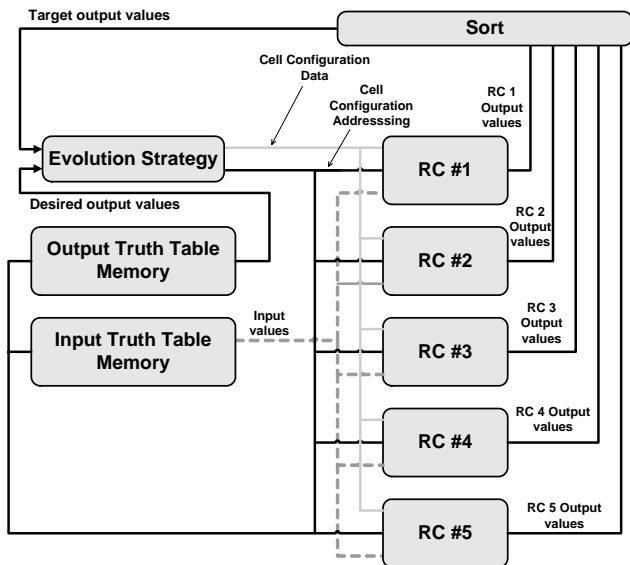 Target output values
Sort
Cell Configuration
Data
Cell
Configuration
Addresssing
RC 1
Output
values
Evolution Strategy
RC #1
Desired output values
RC 2
Output
values
Output Truth Table
Memory
RC #2
Input
values
RC 3
Output
values
Input Truth Table
Memory
RC #3
RC 4 Output
values
RC #4
RC 5 Output
values
RC #5